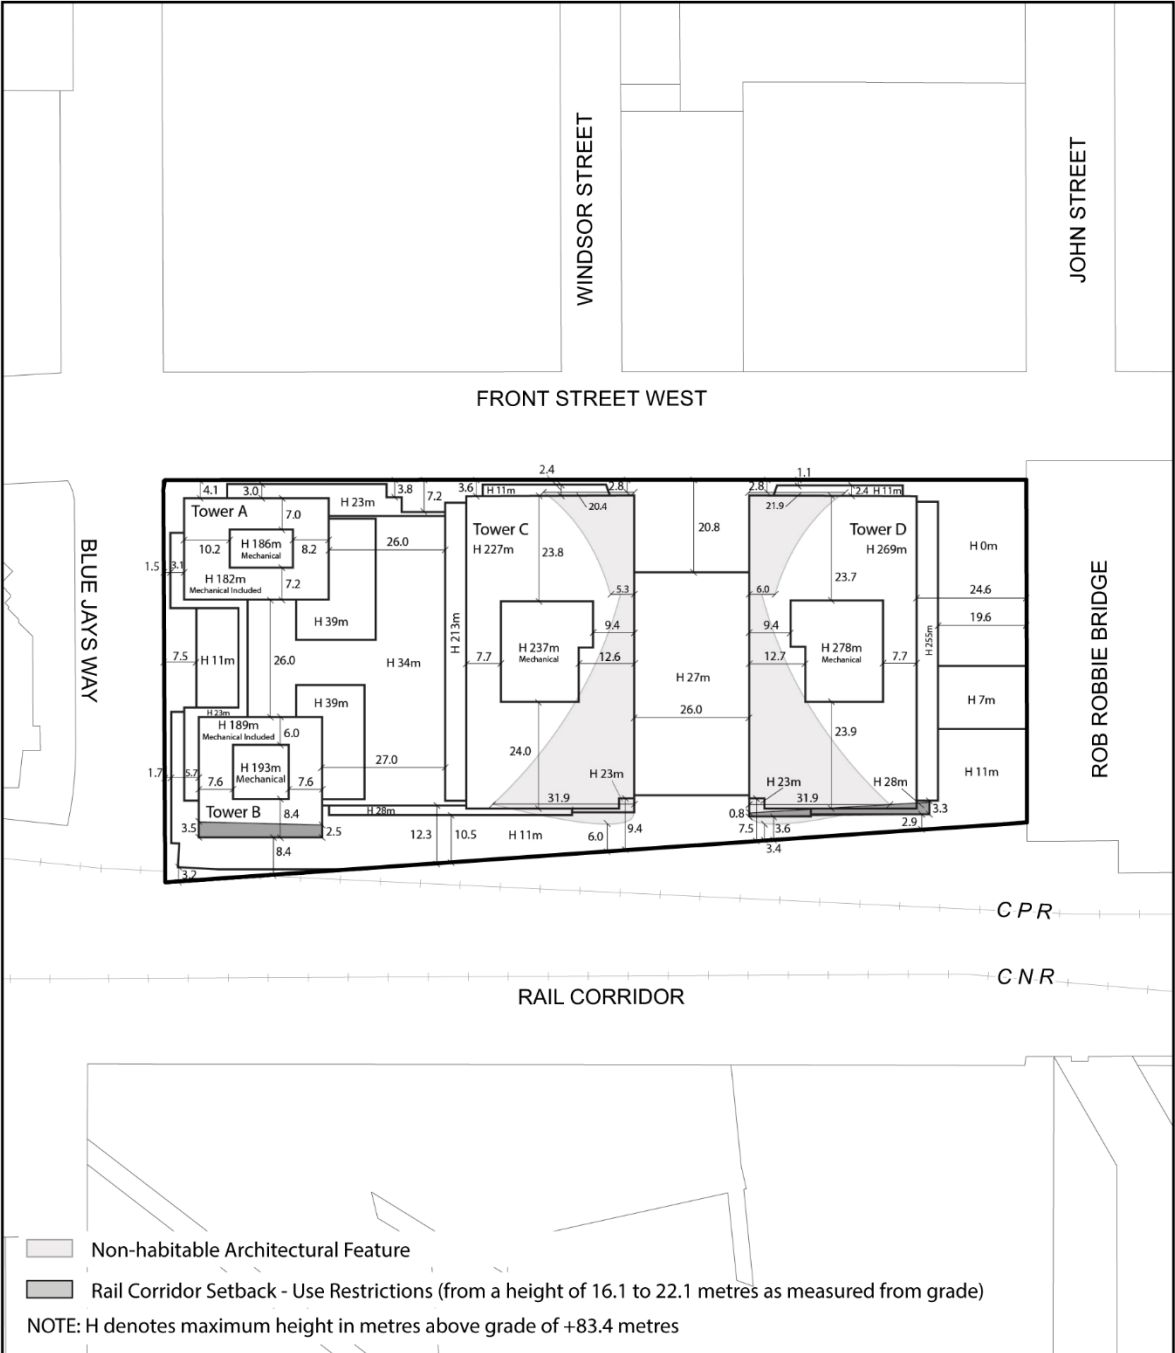 WINDSOR STREET
JOHN STREET
FRONT STREET WEST
BLUE JAYS WAY
ROB ROBBIE BRIDGE
2.4
1.1
4.1
3.0
3.8
7.2
3.6
H 11m
2.8
2.8
2.4
H 11m
H 23m
20.4
21.9
Tower A
7.0
Tower C
H 227m
20.8
Tower D
H 269m
H 186m
Mechanical
10.2
8.2
26.0
23.8
H 0m
1.5
3.1
H 182m
Mechanical Included
7.2
5.3
6.0
23.7
24.6
H 39m
H 213m
9.4
9.4
H 255m
19.6
7.5
H 11m
26.0
H 34m
7.7
H 237m
Mechanical
12.6
12.7
H 278m
Mechanical
7.7
H 27m
H 39m
H 7m
H 23m
26.0
H 189m
Mechanical Included
6.0
24.0
23.9
1.7
5.7
H 193m
Mechanical
7.6
7.6
27.0
H 23m
H 23m
H 28m
H 11m
31.9
31.9
Tower B
8.4
H 28m
0.8
3.3
3.5
2.5
12.3
10.5
H 11m
6.0
9.4
7.5
3.6
2.9
8.4
3.4
3.2
C P R
C N R
RAIL CORRIDOR
Non-habitable Architectural Feature
Rail Corridor Setback - Use Restrictions (from a height of 16.1 to 22.1 metres as measured from grade)
NOTE: H denotes maximum height in metres above grade of +83.4 metres